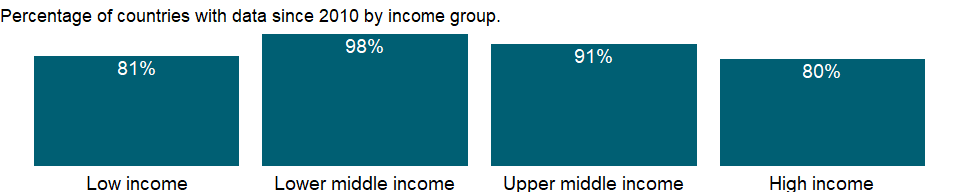 Percentage of countries with data since 2010 by income group.
81%
98%
91%
80%
Low income
Lower middle income
Upper middle income
High income